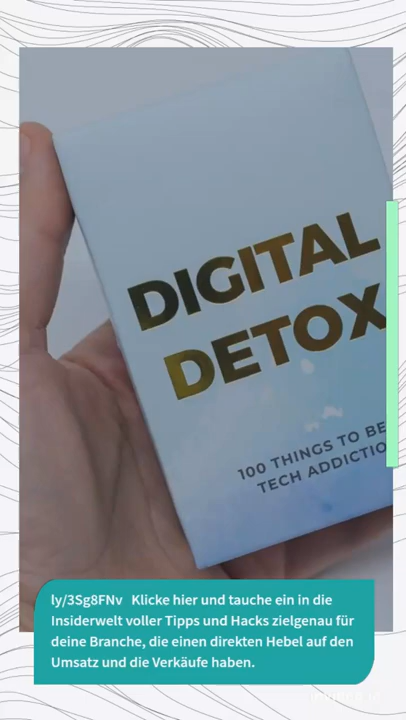 DIGITAL
DETOX
100 THINGS TO BE
TECH ADDICTIO
ly/3Sg8FNv Klicke hier und tauche ein in die
Insiderwelt voller Tipps und Hacks zielgenau für
deine Branche, die einen direkten Hebel auf den
Umsatz und die Verkäufe haben.